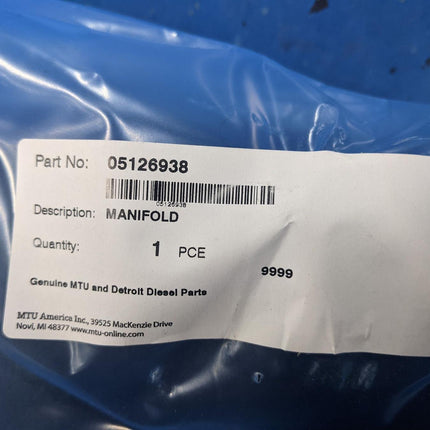 Part No: 05126938
05126938
Description: MANIFOLD
Quantity: 1 PCE
9999
Genuine MTU and Detroit Diesel Parts
MTU America Inc., 39525 MacKenzie Drive
Novi, MI 48377 www.mtu-online.com